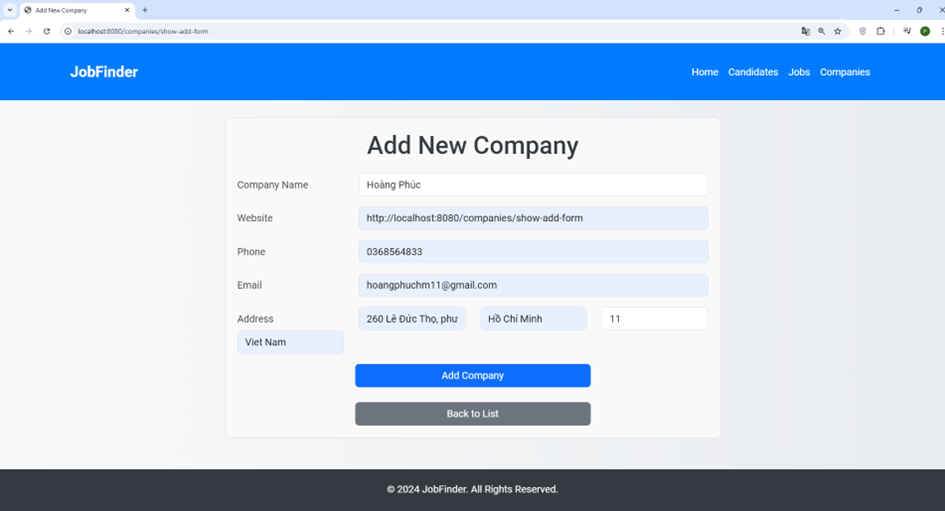 Add New Company
localhost:8080/companies/show-add-form
JobFinder
Home Candidates Jobs Companies
Add New Company
Company Name Hoàng Phúc
Website http://localhost:8080/companies/show-add-form
Phone 0368564833
Email hoangphuchm11@gmail.com
Address 260 Lê Đức Thọ, phu Hồ Chí Minh 11
Viet Nam
Add Company
Back to List
© 2024 JobFinder. All Rights Reserved.